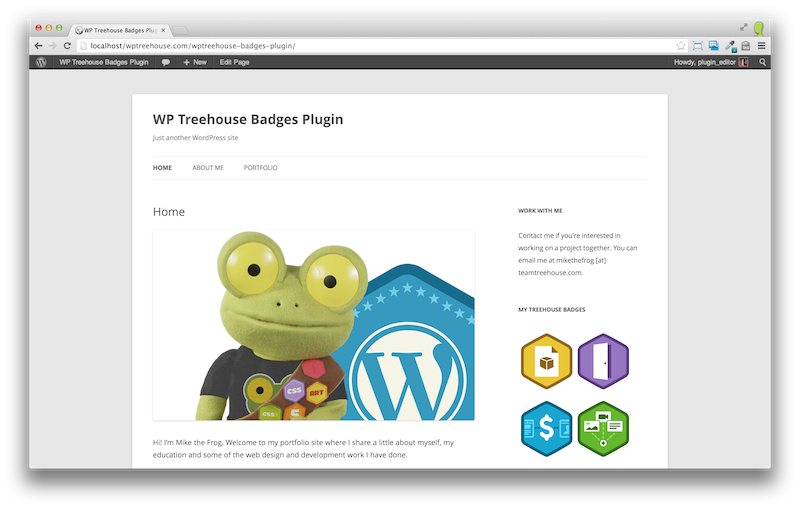 WP Treehouse Badges Plugin
localhost/wptreehouse.com/wptreehouse-badges-plugin/
WP Treehouse Badges Plugin
New
Edit Page
Howdy, plugin_editor
WP Treehouse Badges Plugin
Just another WordPress site
HOME
ABOUT ME
PORTFOLIO
Home
CSS
ART
CSS
5
W
Hi! I'm Mike the Frog. Welcome to my portfolio site where I share a little about myself, my
education and some of the web design and development work I have done.
WORK WITH ME
Contact me if you're interested in
working on a project together. You can
email me at mikethefrog [at]
teamtreehouse.com.
MY TREEHOUSE BADGES
$